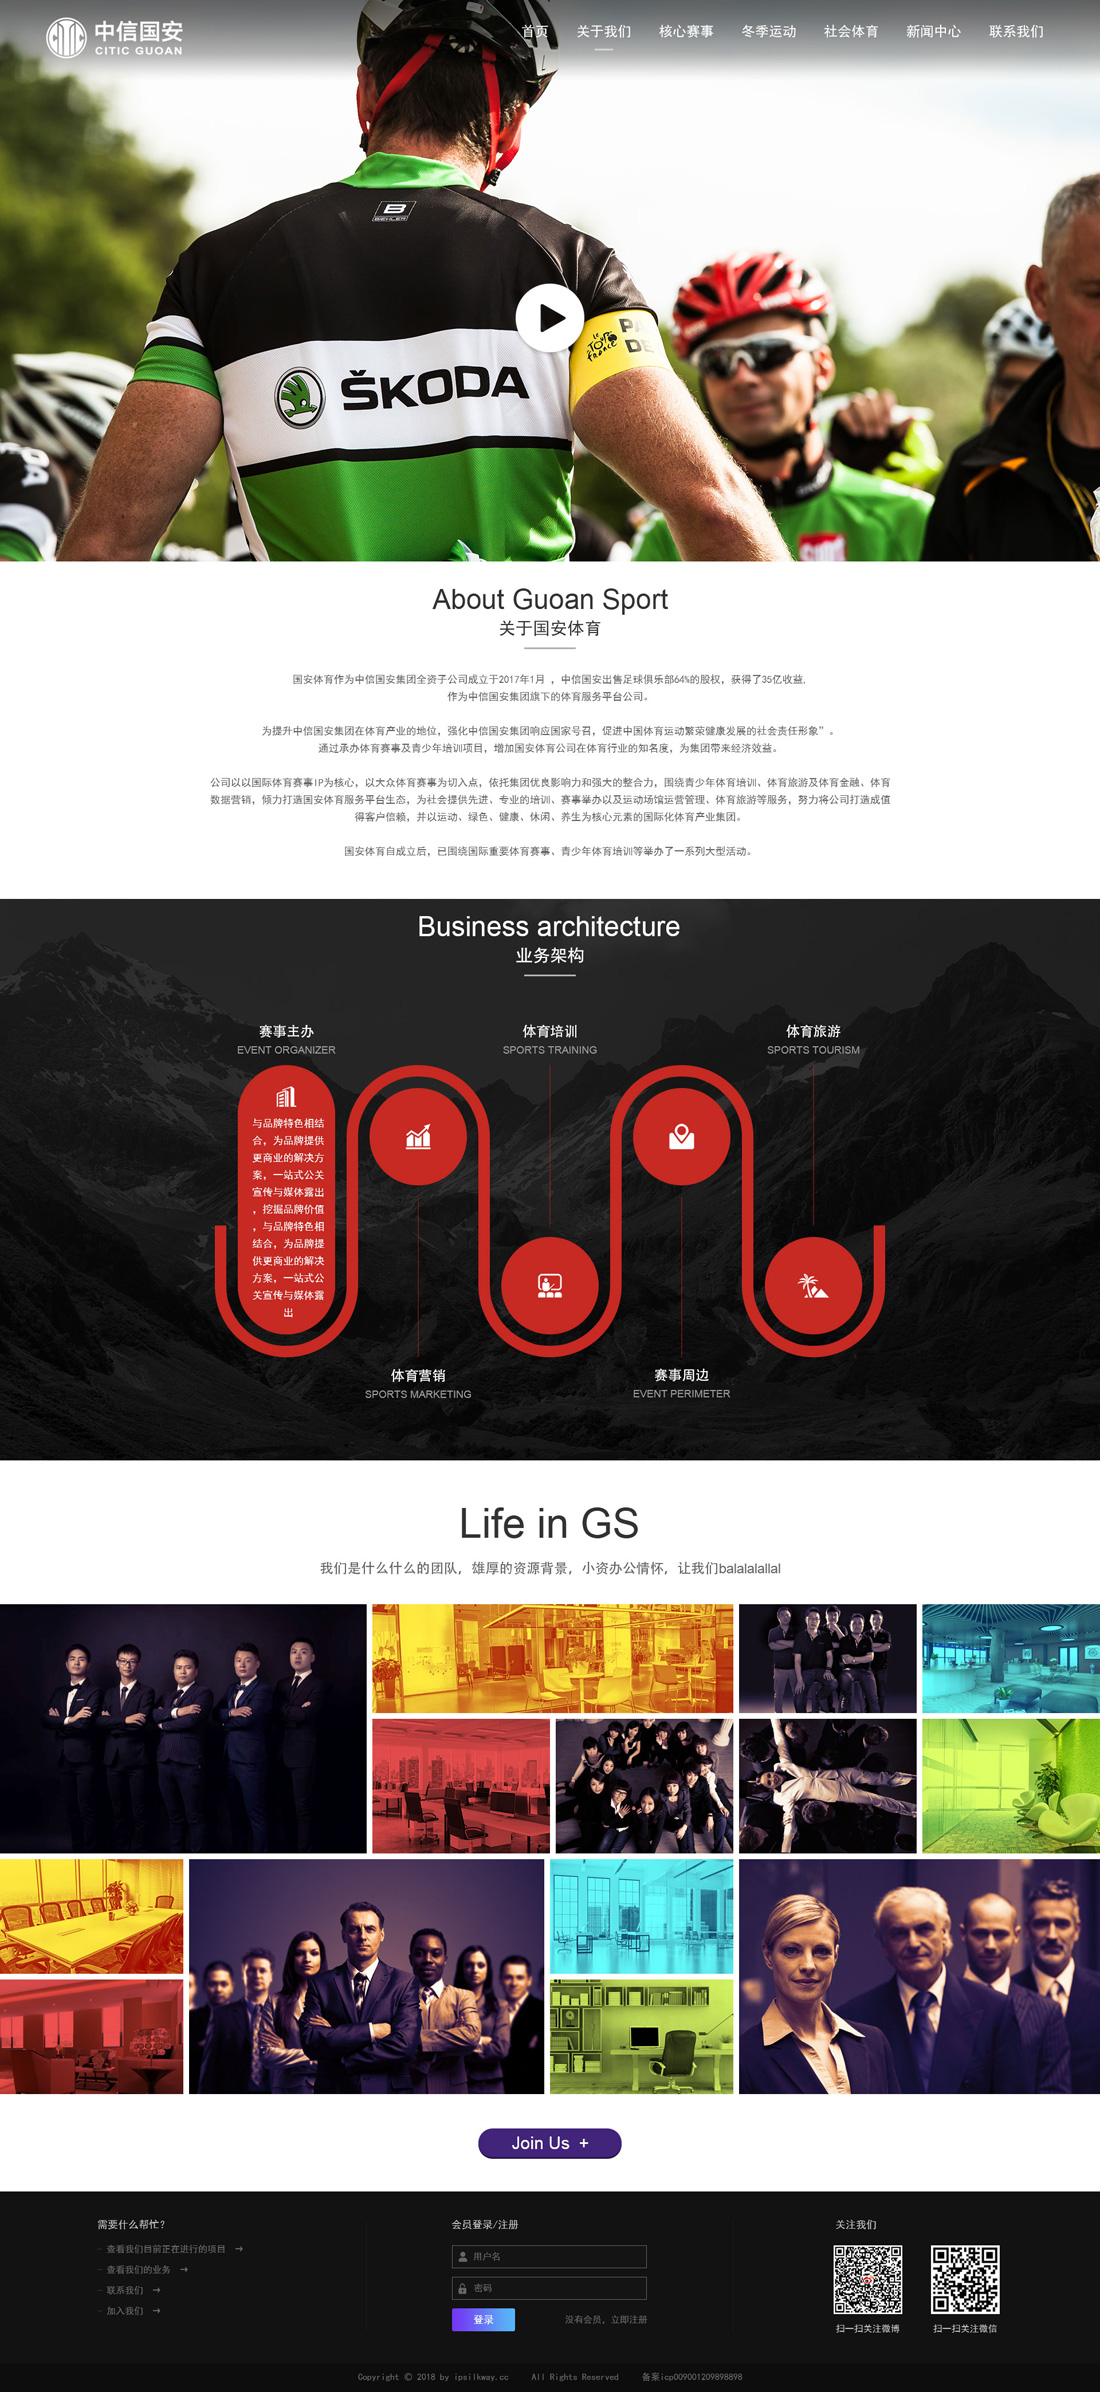 中信国安
CITIC GUOAN
首页 关于我们 核心赛事 冬季运动 社会体育 新闻中心 联系我们
B
BIEHLER
ŠKODA
LE TOUR
FRANCE
About Guoan Sport
关于国安体育
国安体育作为中信国安集团全资子公司成立于2017年1月 ，中信国安出售足球俱乐部64%的股权，获得了35亿收益,
作为中信国安集团旗下的体育服务平台公司。
为提升中信国安集团在体育产业的地位，强化中信国安集团响应国家号召，促进中国体育运动繁荣健康发展的社会责任形象”。
通过承办体育赛事及青少年培训项目，增加国安体育公司在体育行业的知名度，为集团带来经济效益。
公司以以国际体育赛事IP为核心，以大众体育赛事为切入点，依托集团优良影响力和强大的整合力，围绕青少年体育培训、体育旅游及体育金融、体育
数据营销，倾力打造国安体育服务平台生态，为社会提供先进、专业的培训、赛事举办以及运动场馆运营管理、体育旅游等服务，努力将公司打造成值
得客户信赖，并以运动、绿色、健康、休闲、养生为核心元素的国际化体育产业集团。
国安体育自成立后，已围绕国际重要体育赛事、青少年体育培训等举办了一系列大型活动。
Business architecture
业务架构
赛事主办
EVENT ORGANIZER
体育培训
SPORTS TRAINING
体育旅游
SPORTS TOURISM
与品牌特色相结
合，为品牌提供
更商业的解决方
案，一站式公关
宣传与媒体露出
，挖掘品牌价值
，与品牌特色相
结合，为品牌提
供更商业的解决
方案，一站式公
关宣传与媒体露
出
体育营销
SPORTS MARKETING
赛事周边
EVENT PERIMETER
Life in GS
我们是什么什么的团队，雄厚的资源背景，小资办公情怀，让我们balalalallal
Join Us +
需要什么帮忙?
- 查看我们目前正在进行的项目 →
- 查看我们的业务 →
- 联系我们 →
- 加入我们 →
会员登录/注册
用户名
密码
登录 没有会员，立即注册
关注我们
扫一扫关注微博 扫一扫关注微信
Copyright © 2018 by ipsilkway.cc All Rights Reserved 备案icp009001209898898